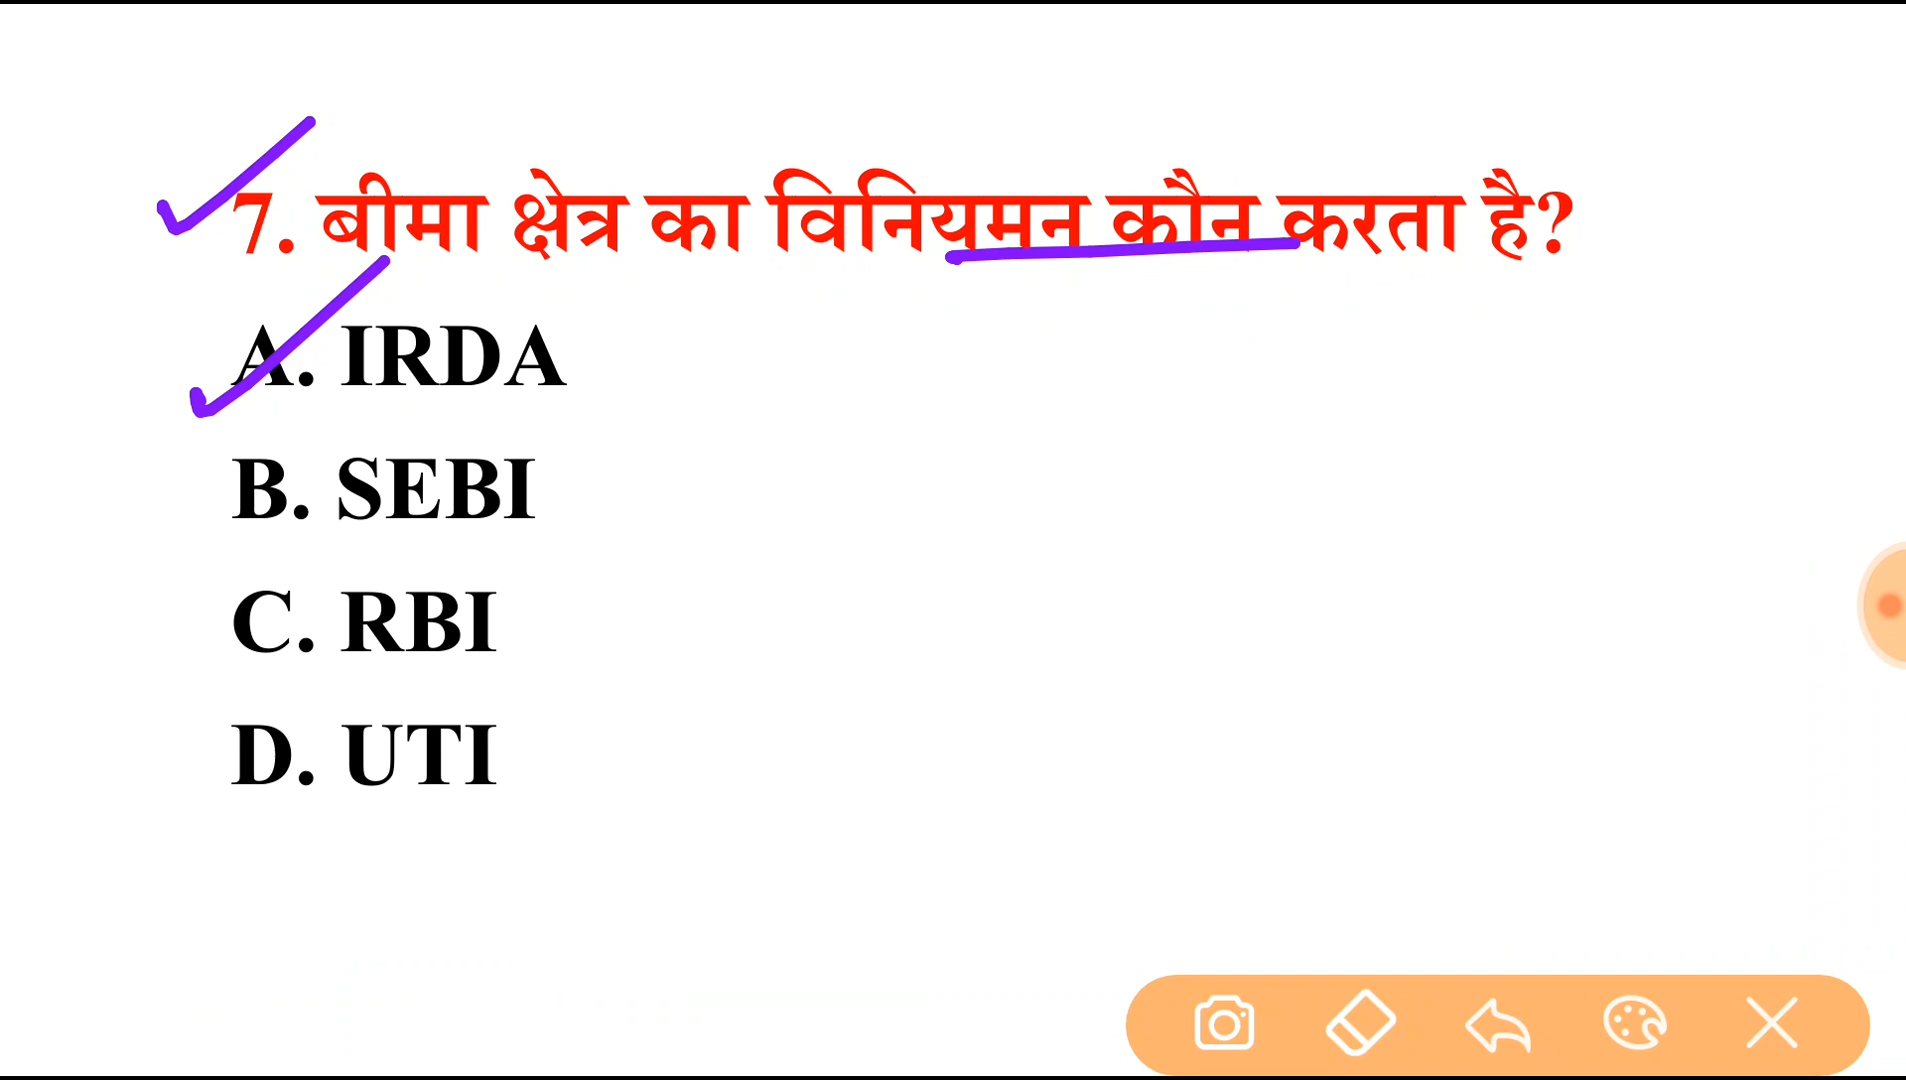 7. बीमा क्षेत्र का विनियमन कौन करता है?
A. IRDA
B. SEBI
C. RBI
D. UTI